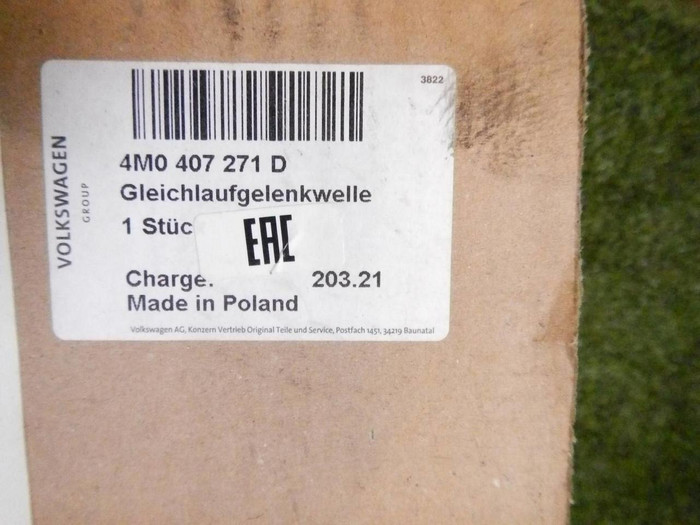 3822
4M0 407 271 D
Gleichlaufgelenkwelle
1 Stüc
EAC
Charge.
203.21
Made in Poland
Volkswagen AG, Konzern Vertrieb Original Teile und Service, Postfach 1451, 34219 Baunatal
VOLKSWAGEN
GROUP